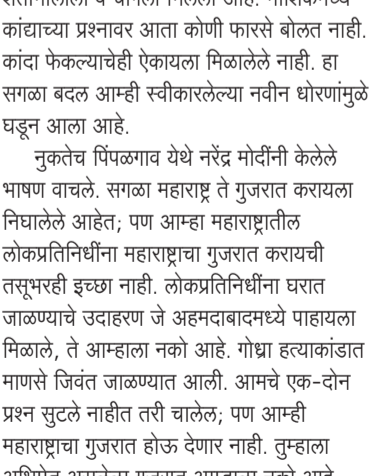 कांद्याच्या प्रश्नावर आता कोणी फारसे बोलत नाही.
कांदा फेकल्याचेही ऐकायला मिळालेले नाही. हा
सगळा बदल आम्ही स्वीकारलेल्या नवीन धोरणांमुळे
घडून आला आहे.
नुकतेच पिंपळगाव येथे नरेंद्र मोदींनी केलेले
भाषण वाचले. सगळा महाराष्ट्र ते गुजरात करायला
निघालेले आहेत; पण आम्हा महाराष्ट्रातील
लोकप्रतिनिधींना महाराष्ट्राचा गुजरात करायची
तसूभरही इच्छा नाही. लोकप्रतिनिधींना घरात
जाळण्याचे उदाहरण जे अहमदाबादमध्ये पाहायला
मिळाले, ते आम्हाला नको आहे. गोध्रा हत्याकांडात
माणसे जिवंत जाळण्यात आली. आमचे एक-दोन
प्रश्न सुटले नाहीत तरी चालेल; पण आम्ही
महाराष्ट्राचा गुजरात होऊ देणार नाही. तुम्हाला